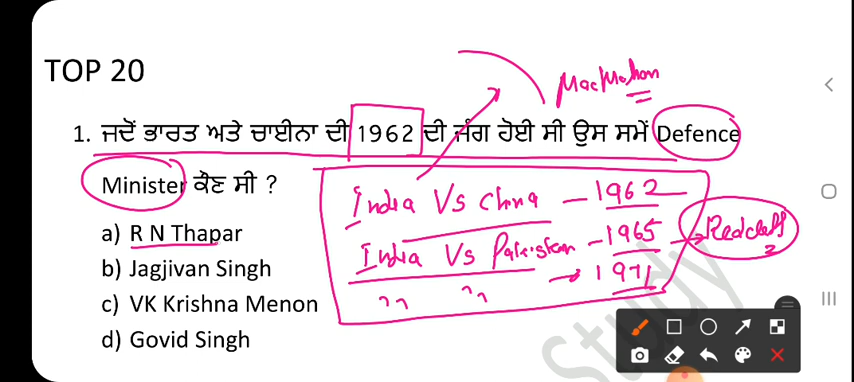 TOP 20
MacMohan
1. ਜਦੋਂ ਭਾਰਤ ਅਤੇ ਚਾਈਨਾ ਦੀ 1962 ਦੀ ਜੰਗ ਹੋਈ ਸੀ ਉਸ ਸਮੇਂ Defence
Minister ਕੌਣ ਸੀ ?
India Vs China – 1962
a) R N Thapar
India Vs Pakistan – 1965 → Redcliff
b) Jagjivan Singh
" " → 1971
c) VK Krishna Menon
d) Govid Singh
Study